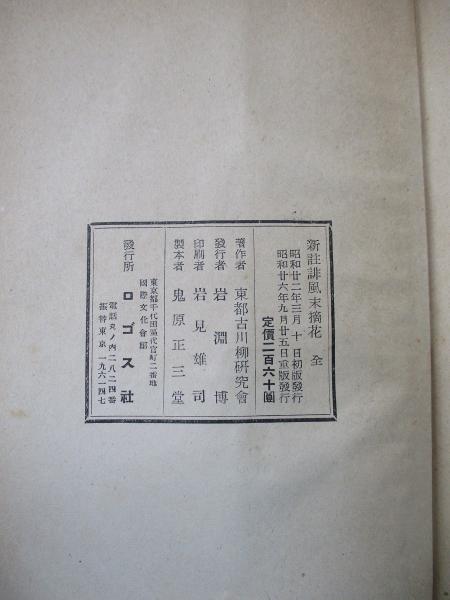 新註誹風末摘花 全
昭和廿二年三月 十 日初版發行
昭和廿六年九月廿五日重版發行
定價二百六十圓
著作者 東都古川柳硏究會
發行者 岩淵博
印刷者 岩見雄司
製本者 鬼原正三堂
東京都千代田區代官町二番地
國際文化會館
發行所 ロゴス社
電話丸ノ內二八二四番
振替東京一九六一四七